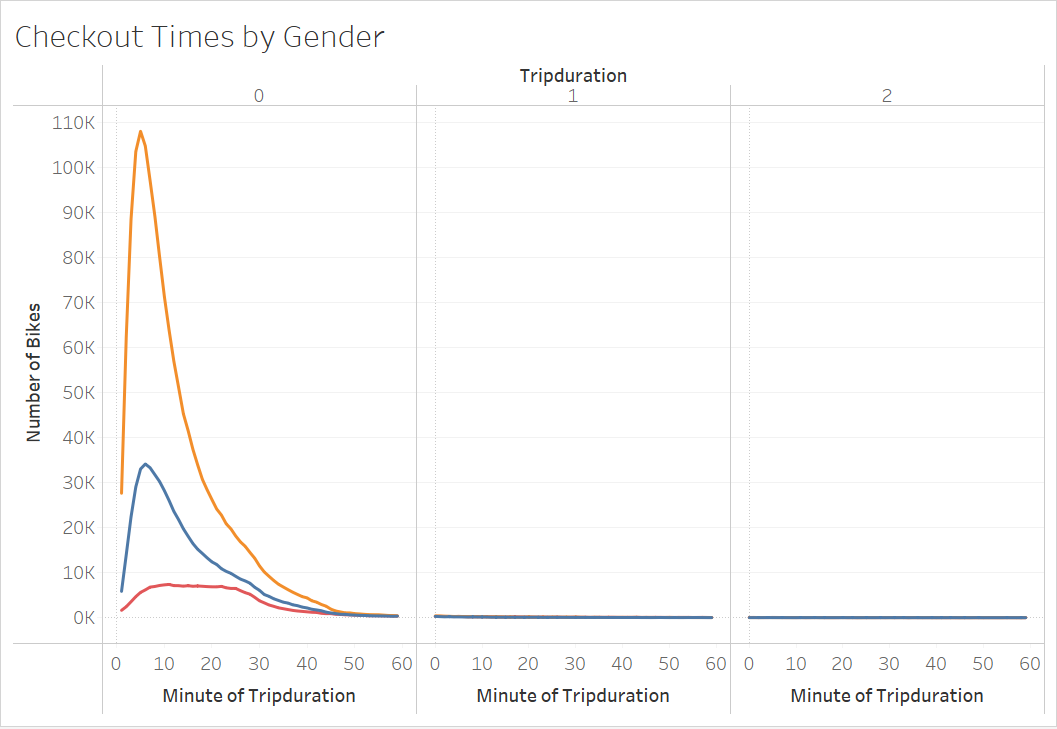 Checkout Times by Gender
Tripduration
0 1 2
110K
100K
90K
80K
70K
60K
50K
40K
30K
20K
10K
0K
Number of Bikes
0 10 20 30 40 50 60 0 10 20 30 40 50 60 0 10 20 30 40 50 60
Minute of Tripduration Minute of Tripduration Minute of Tripduration